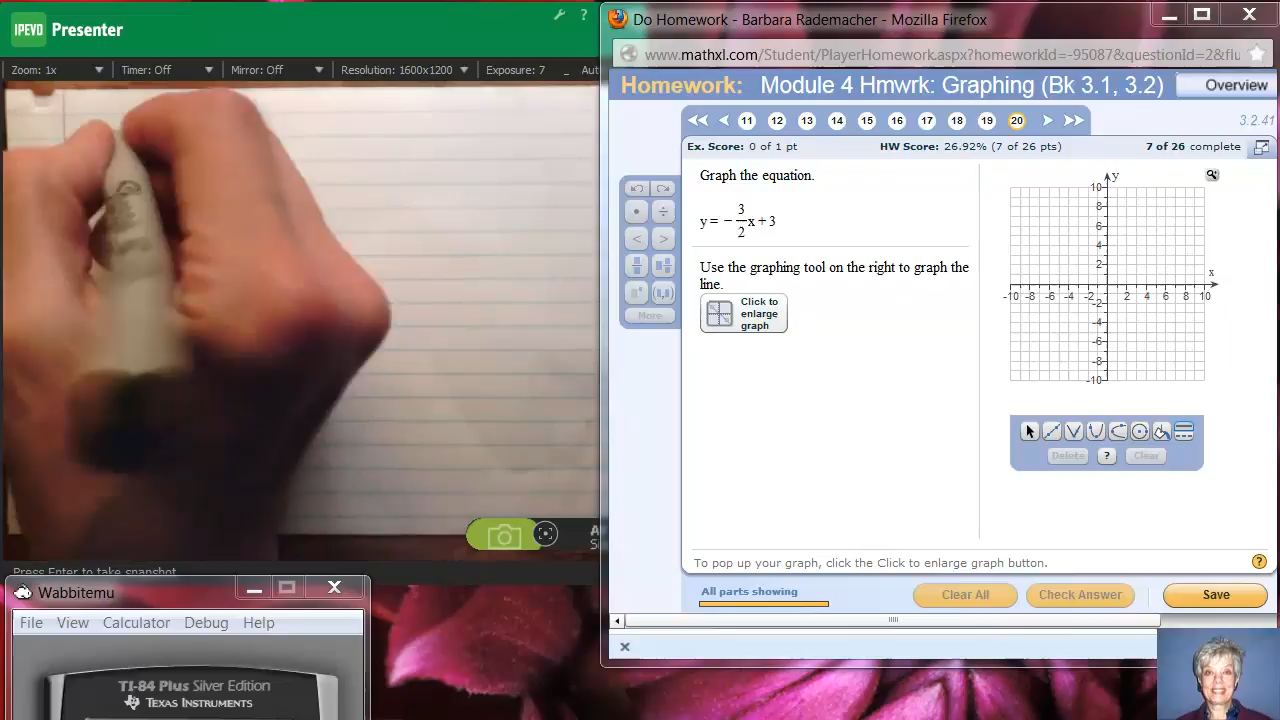 IPEVO Presenter
?
Zoom: 1x Timer: Off Mirror: Off Resolution: 1600x1200 Exposure: 7
Press Enter to take snapshot
Wabbitemu
File View Calculator Debug Help
TI-84 Plus Silver Edition
TEXAS INSTRUMENTS
Do Homework - Barbara Rademacher - Mozilla Firefox
www.mathxl.com/Student/PlayerHomework.aspx?homeworkId=-95087&questionId=2&flu
Homework: Module 4 Hmwrk: Graphing (Bk 3.1, 3.2) Overview
11 12 13 14 15 16 17 18 19 20
3.2.41
Ex. Score: 0 of 1 pt HW Score: 26.92% (7 of 26 pts) 7 of 26 complete
Graph the equation.
y = − 3/2 x + 3
Use the graphing tool on the right to graph the
line.
Click to
enlarge
graph
More
y
10
8
6
4
2
x
-10 -8 -6 -4 -2 2 4 6 8 10
-2
-4
-6
-8
-10
Delete ? Clear
To pop up your graph, click the Click to enlarge graph button. ?
All parts showing
Clear All Check Answer Save